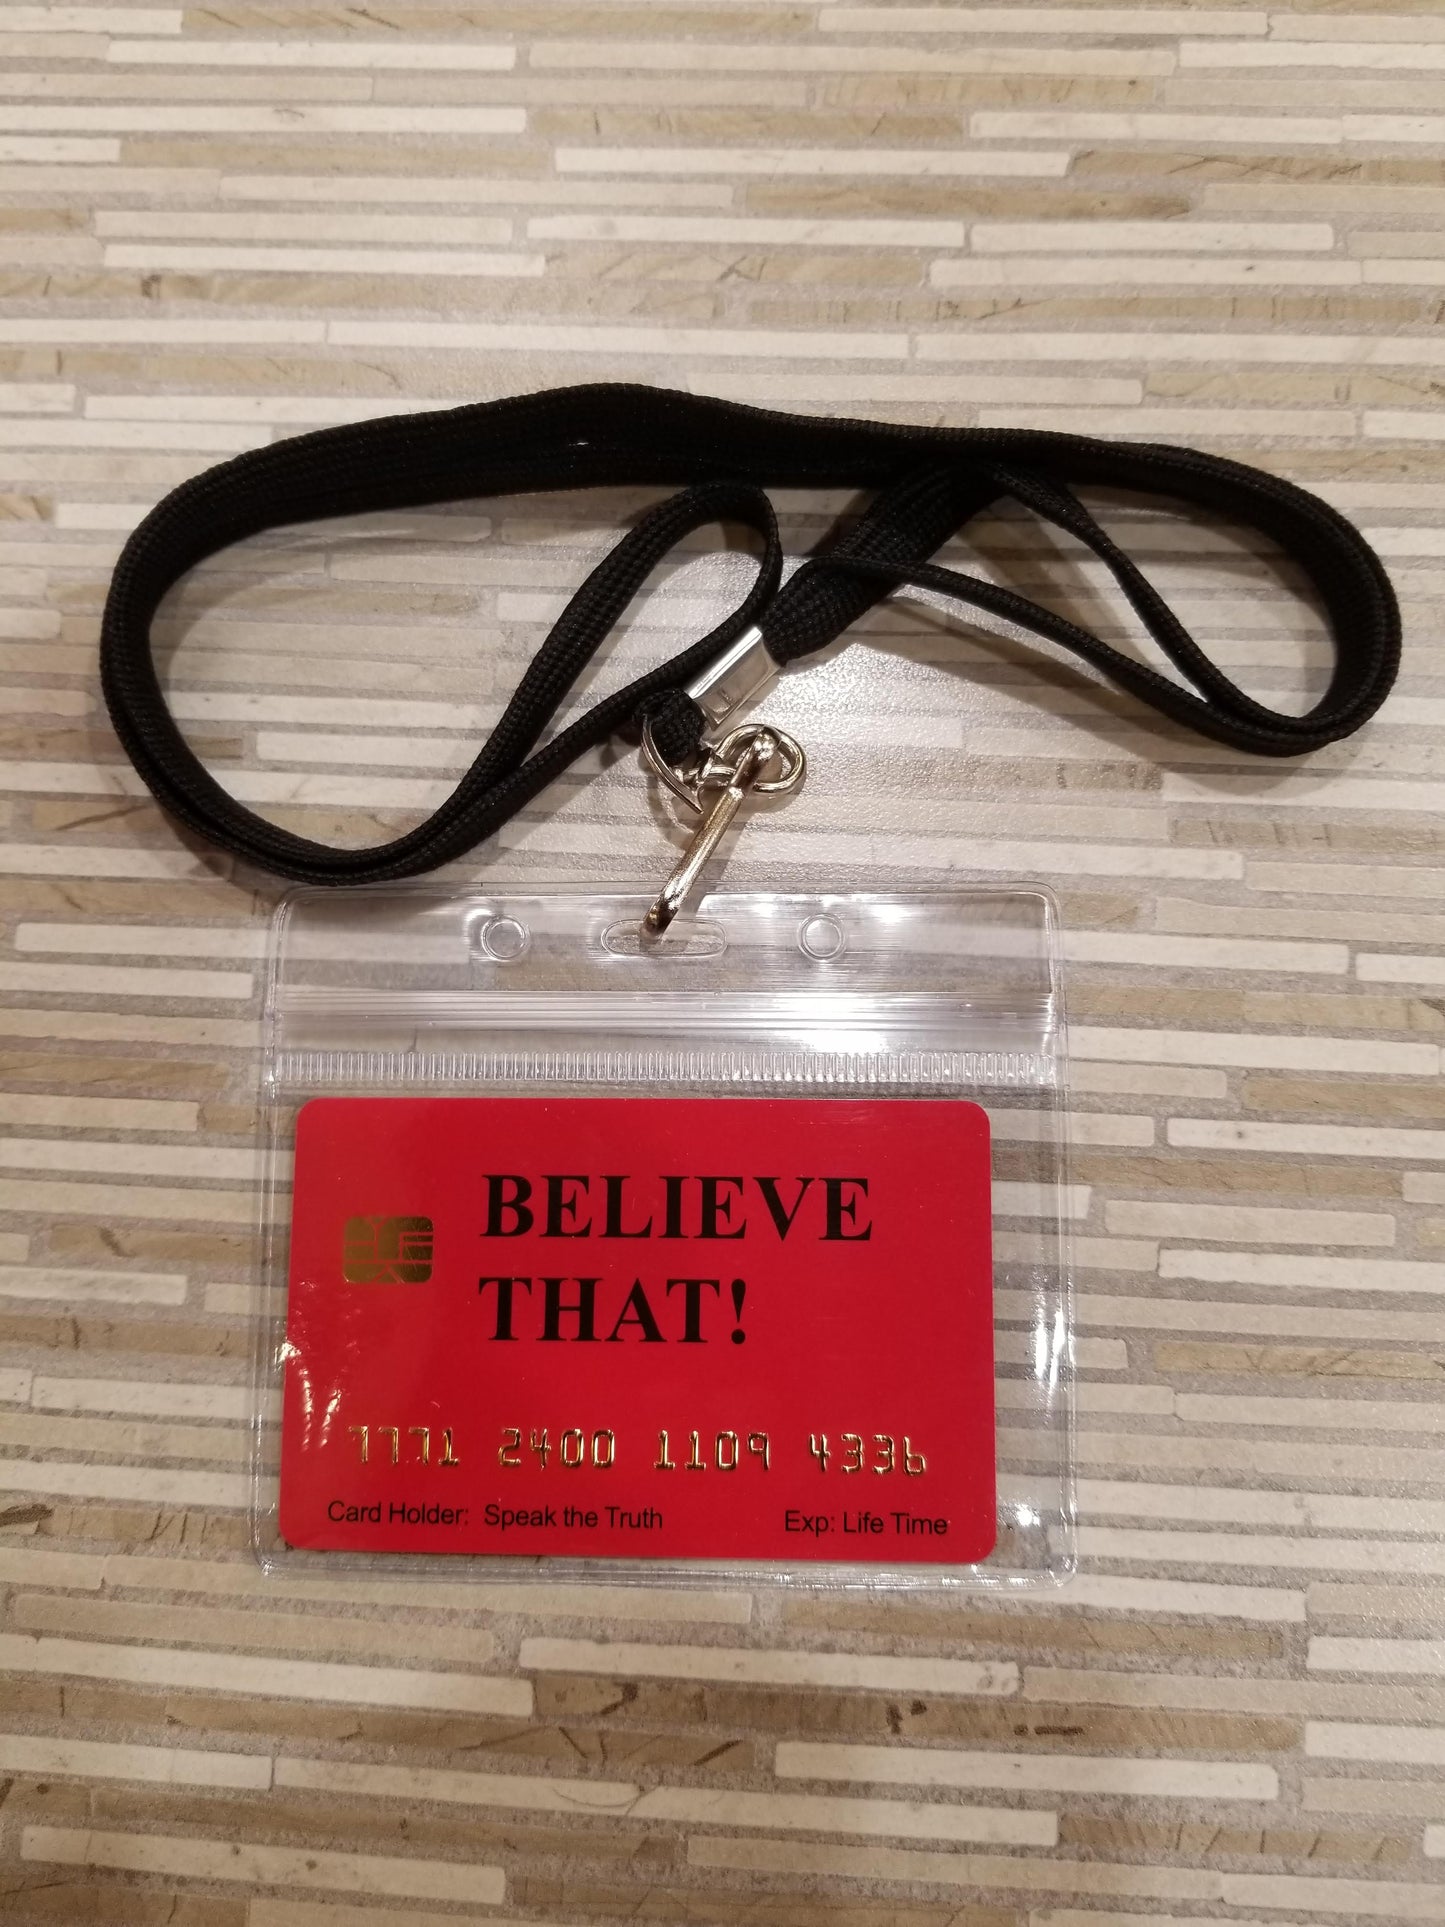 BELIEVE
THAT!
7771 2400 1109 4336
Card Holder: Speak the Truth Exp: Life Time